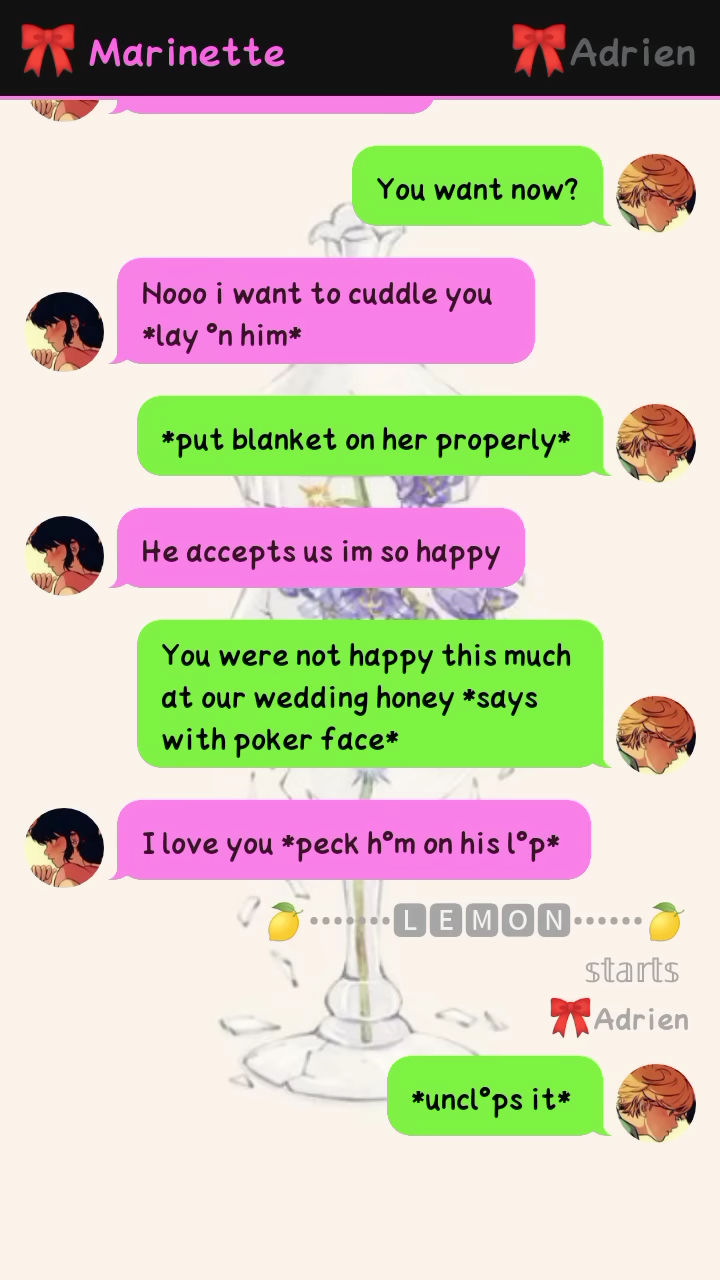 🎀 Marinette 🎀Adrien
You want now?
Nooo i want to cuddle you
*lay °n him*
*put blanket on her properly*
He accepts us im so happy
You were not happy this much
at our wedding honey *says
with poker face*
I love you *peck h°m on his l°p*
🍋 •••••••🅻🅴🅼🅾🅽•••••• 🍋
𝕤𝕥𝕒𝕣𝕥𝕤
🎀Adrien
*uncl°ps it*